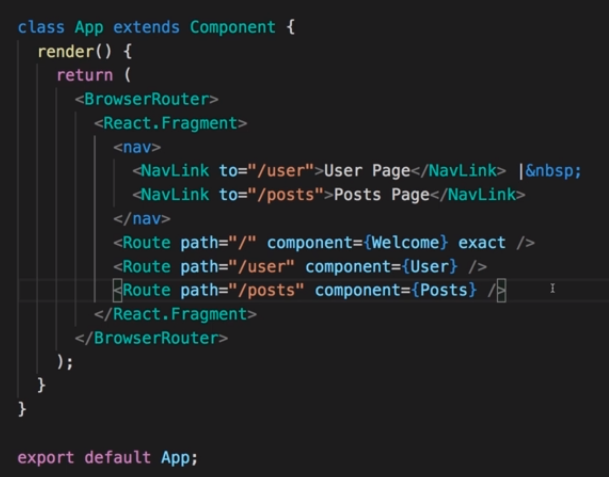 class App extends Component {
render() {
return (
<BrowserRouter>
<React.Fragment>
<nav>
<NavLink to="/user">User Page</NavLink> |&nbsp;
<NavLink to="/posts">Posts Page</NavLink>
</nav>
<Route path="/" component={Welcome} exact />
<Route path="/user" component={User} />
<Route path="/posts" component={Posts} />
</React.Fragment>
</BrowserRouter>
);
}
}
export default App;